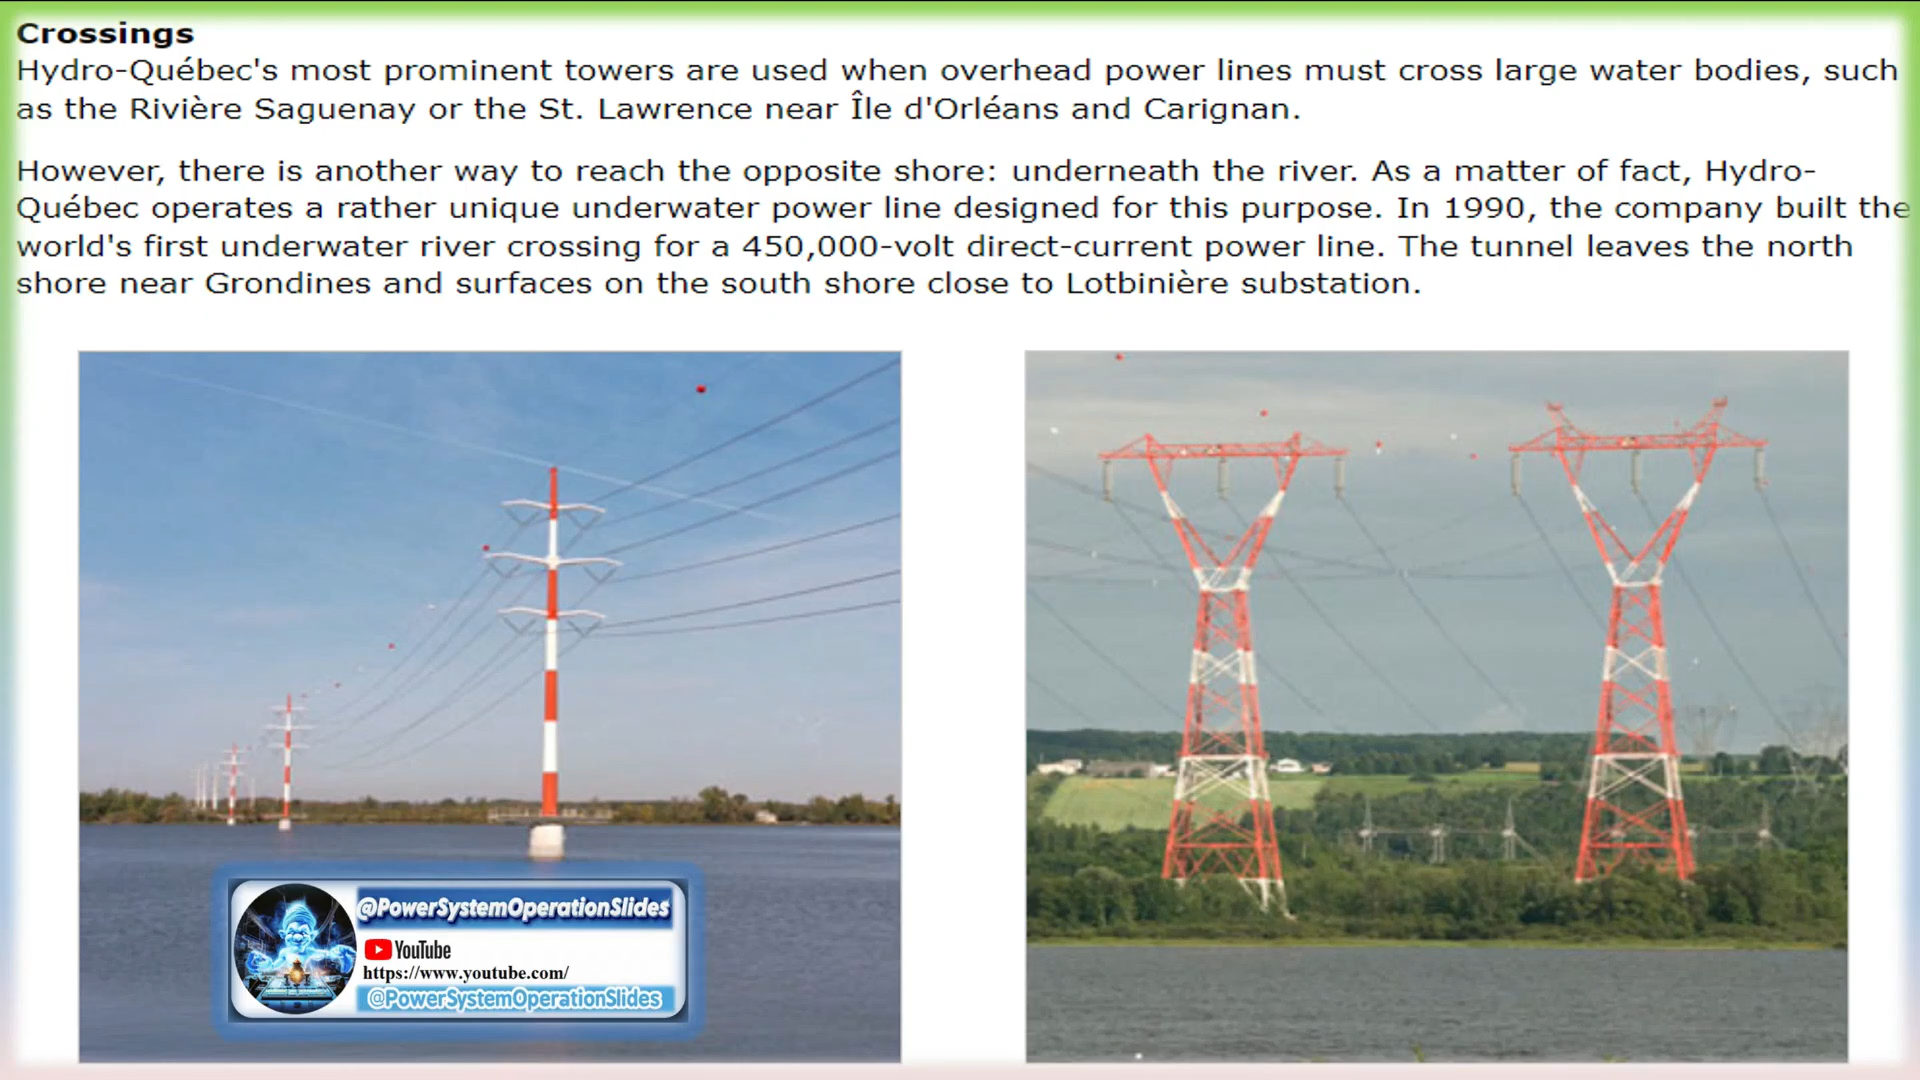 Crossings
Hydro-Québec's most prominent towers are used when overhead power lines must cross large water bodies, such
as the Rivière Saguenay or the St. Lawrence near Île d'Orléans and Carignan.
However, there is another way to reach the opposite shore: underneath the river. As a matter of fact, Hydro-
Québec operates a rather unique underwater power line designed for this purpose. In 1990, the company built the
world's first underwater river crossing for a 450,000-volt direct-current power line. The tunnel leaves the north
shore near Grondines and surfaces on the south shore close to Lotbinière substation.
@PowerSystemOperationSlides
YouTube
https://www.youtube.com/
@PowerSystemOperationSlides